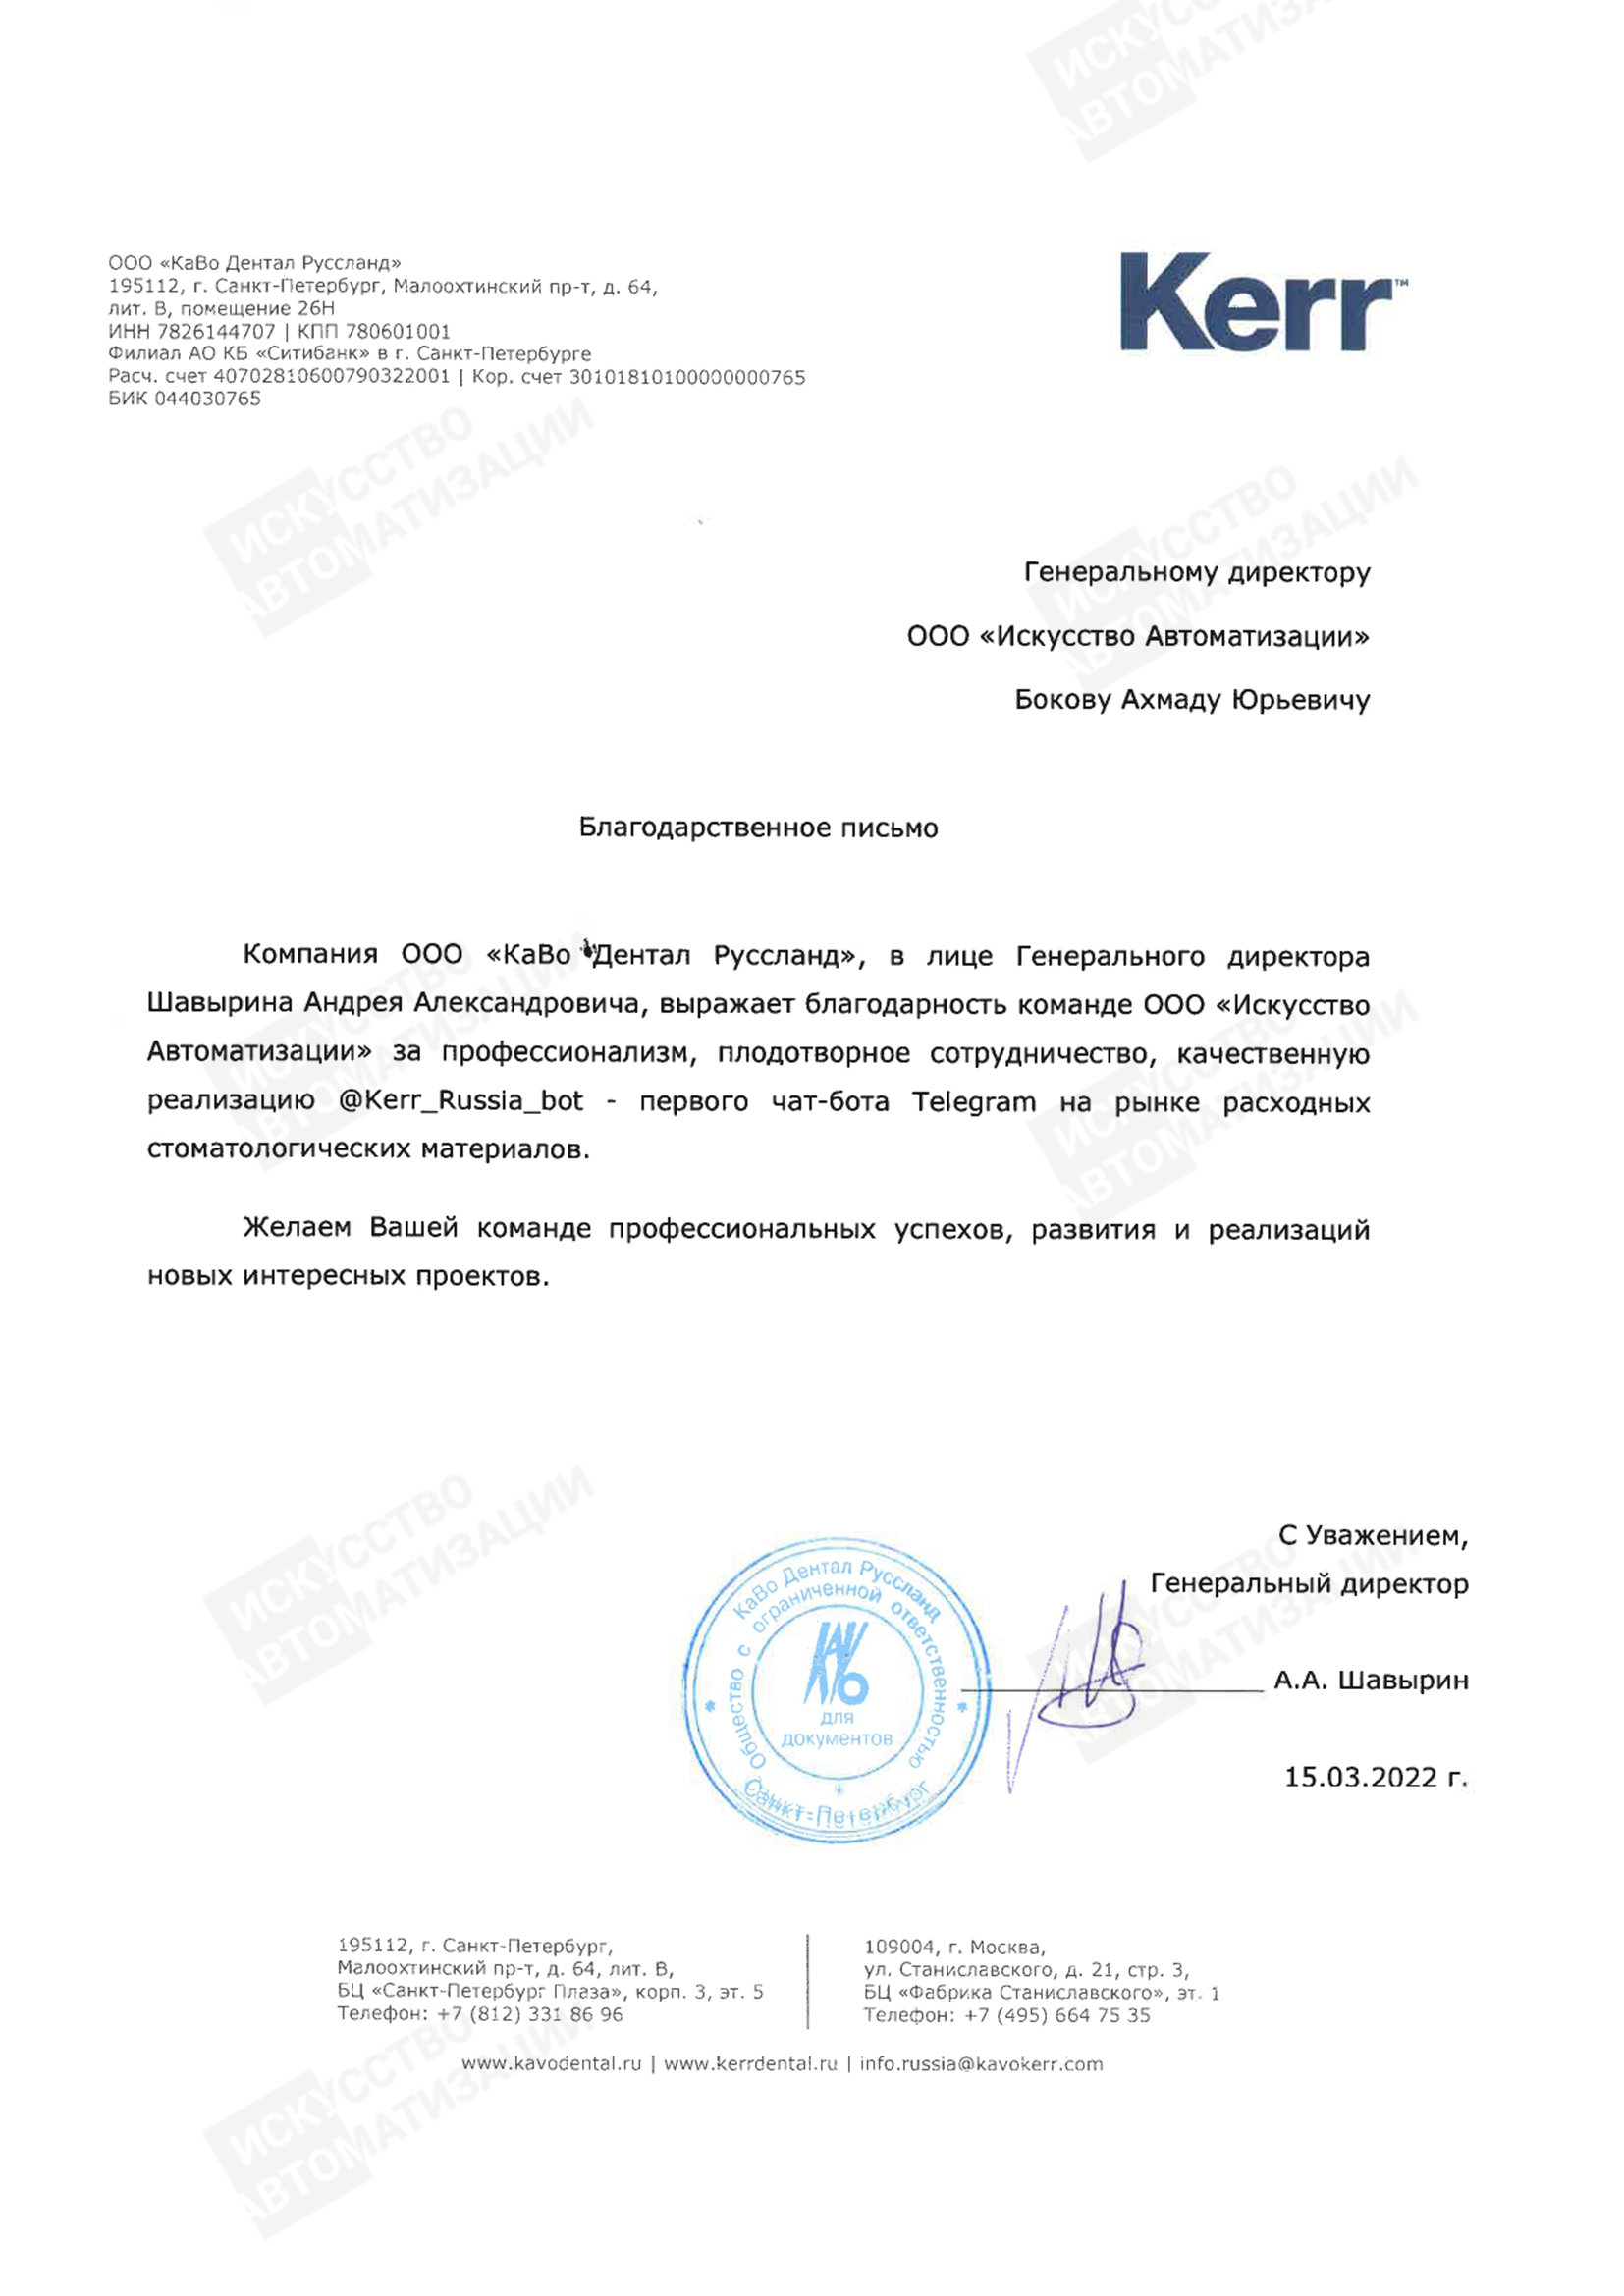 ООО «КаВо Дентал Руссланд»
195112, г. Санкт-Петербург, Малоохтинский пр-т, д. 64,
лит. В, помещение 26Н
ИНН 7826144707 | КПП 780601001
Филиал АО КБ «Ситибанк» в г. Санкт-Петербурге
Расч. счет 40702810600790322001 | Кор. счет 30101810100000000765
БИК 044030765
Kerr™
Генеральному директору
ООО «Искусство Автоматизации»
Бокову Ахмаду Юрьевичу
Благодарственное письмо
Компания ООО «КаВо Дентал Руссланд», в лице Генерального директора
Шавырина Андрея Александровича, выражает благодарность команде ООО «Искусство
Автоматизации» за профессионализм, плодотворное сотрудничество, качественную
реализацию @Kerr_Russia_bot - первого чат-бота Telegram на рынке расходных
стоматологических материалов.
Желаем Вашей команде профессиональных успехов, развития и реализаций
новых интересных проектов.
С Уважением,
Генеральный директор
А.А. Шавырин
15.03.2022 г.
КаВо Дентал Руссланд
Общество с ограниченной ответственностью
KAVO
для
документов
Санкт-Петербург
195112, г. Санкт-Петербург,
Малоохтинский пр-т, д. 64, лит. В,
БЦ «Санкт-Петербург Плаза», корп. 3, эт. 5
Телефон: +7 (812) 331 86 96
109004, г. Москва,
ул. Станиславского, д. 21, стр. 3,
БЦ «Фабрика Станиславского», эт. 1
Телефон: +7 (495) 664 75 35
www.kavodental.ru | www.kerrdental.ru | info.russia@kavokerr.com
ИСКУССТВО
АВТОМАТИЗАЦИИ